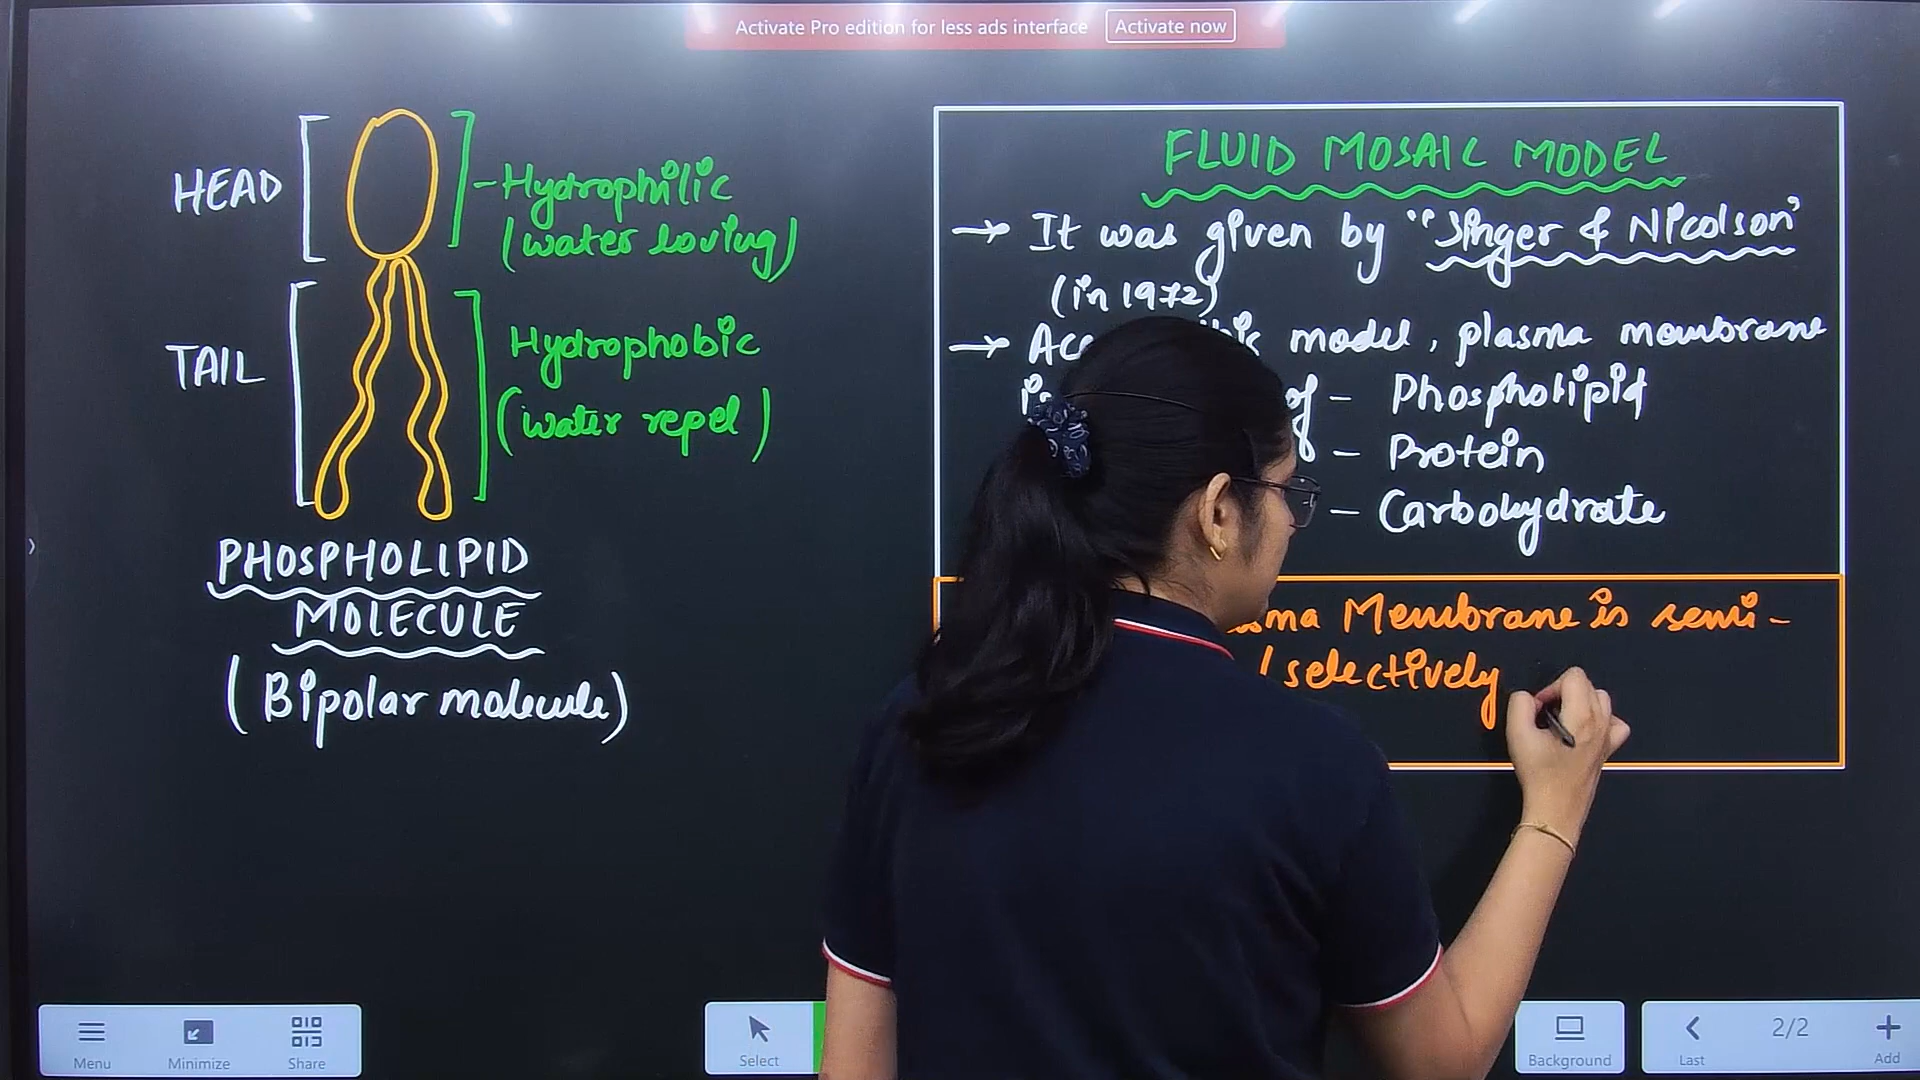 Activate Pro edition for less ads interface Activate now
HEAD
-Hydrophilic
(water loving)
TAIL
Hydrophobic
(water repel)
PHOSPHOLIPID
MOLECULE
(Bipolar molecule)
FLUID MOSAIC MODEL
→ It was given by "Singer & Nicolson"
(in 1972)
→ model, plasma membrane
- Phospholipid
- Protein
- Carbohydrate
Membrane is semi-
/selectively
Menu
Minimize
Share
Select
Background
Last
2/2
Add